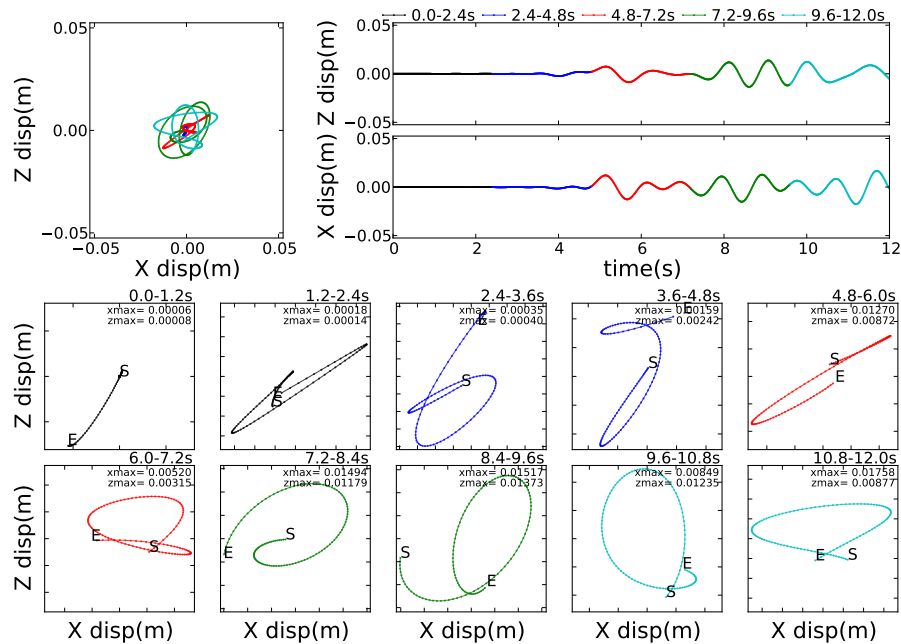 0.0-2.4s 2.4-4.8s 4.8-7.2s 7.2-9.6s 9.6-12.0s
0.05
0.00
−0.05
Z disp(m)
−0.05 0.00 0.05
X disp(m)
0.05
0.00
−0.05
Z disp(m)
0.05
0.00
−0.05
X disp(m)
0 2 4 6 8 10 12
time(s)
0.0-1.2s
xmax= 0.00006
zmax= 0.00008
S
E
Z disp(m)
1.2-2.4s
xmax= 0.00018
zmax= 0.00014
E
S
2.4-3.6s
xmax= 0.00035
zmax= 0.00040
E
S
3.6-4.8s
xmax= 0.00159
zmax= 0.00242
E
S
4.8-6.0s
xmax= 0.01270
zmax= 0.00872
S
E
6.0-7.2s
xmax= 0.00520
zmax= 0.00315
E
S
Z disp(m)
X disp(m)
7.2-8.4s
xmax= 0.01494
zmax= 0.01179
S
E
X disp(m)
8.4-9.6s
xmax= 0.01517
zmax= 0.01373
S
E
X disp(m)
9.6-10.8s
xmax= 0.00849
zmax= 0.01235
E
S
X disp(m)
10.8-12.0s
xmax= 0.01758
zmax= 0.00877
E
S
X disp(m)